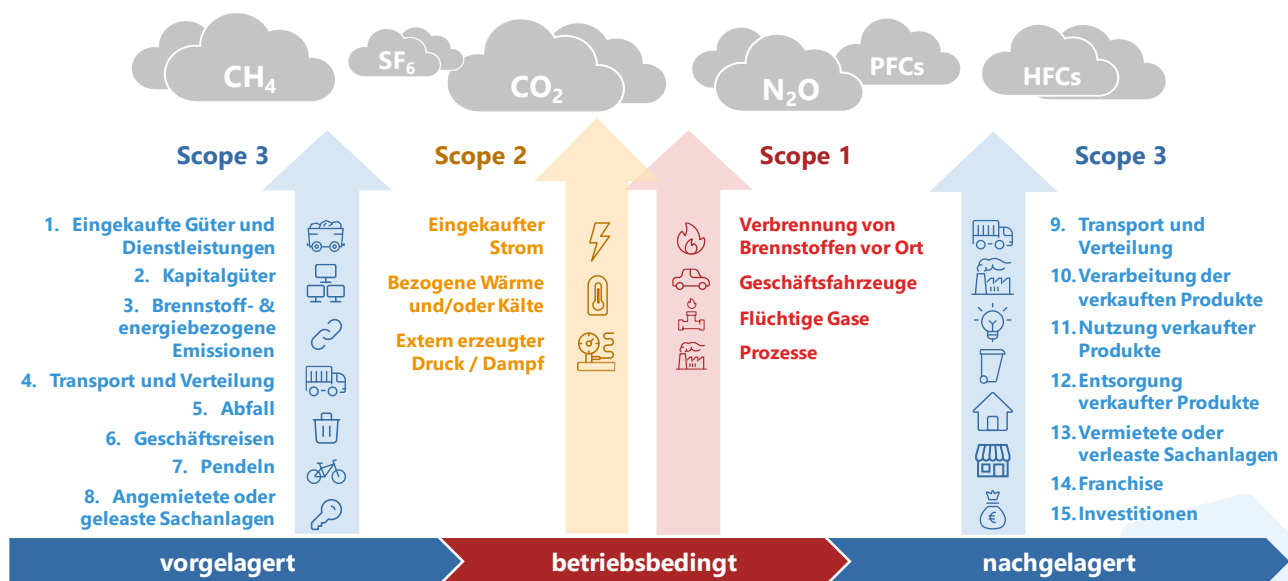 CH₄
SF₆
CO₂
N₂O
PFCs
HFCs
Scope 3
1. Eingekaufte Güter und
Dienstleistungen
2. Kapitalgüter
3. Brennstoff- &
energiebezogene
Emissionen
4. Transport und Verteilung
5. Abfall
6. Geschäftsreisen
7. Pendeln
8. Angemietete oder
geleaste Sachanlagen
Scope 2
Eingekaufter
Strom
Bezogene Wärme
und/oder Kälte
Extern erzeugter
Druck / Dampf
Scope 1
Verbrennung von
Brennstoffen vor Ort
Geschäftsfahrzeuge
Flüchtige Gase
Prozesse
Scope 3
9. Transport und
Verteilung
10. Verarbeitung der
verkauften Produkte
11. Nutzung verkaufter
Produkte
12. Entsorgung
verkaufter Produkte
13. Vermietete oder
verleaste Sachanlagen
14. Franchise
15. Investitionen
€
vorgelagert
betriebsbedingt
nachgelagert